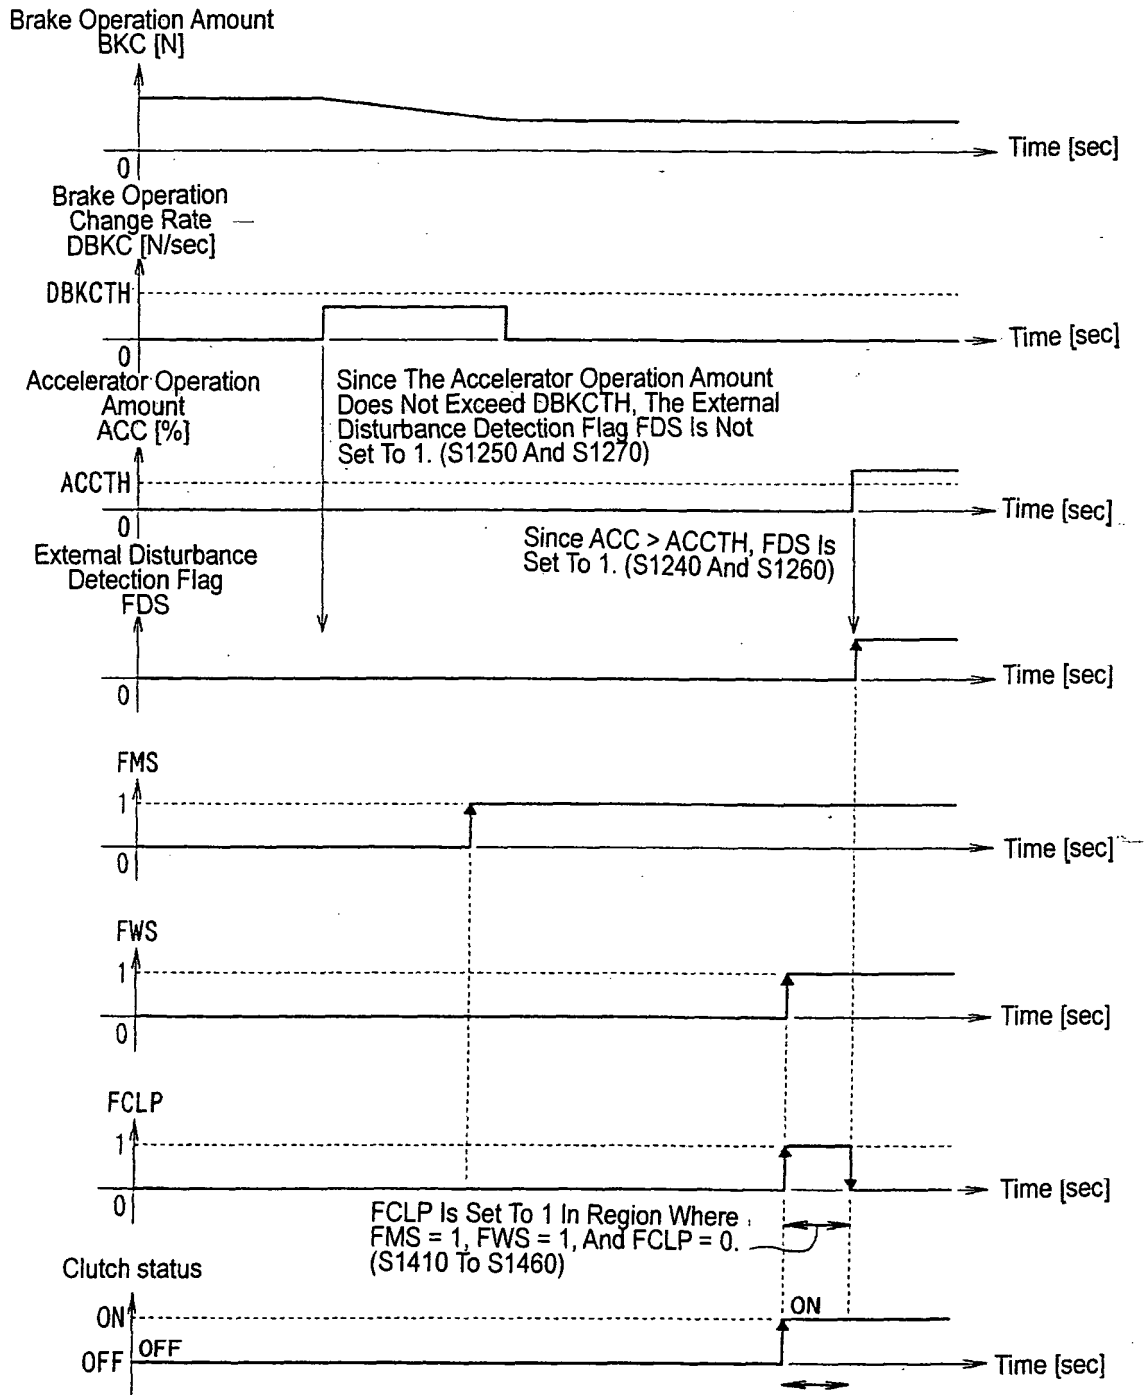 Brake Operation Amount
BKC [N]
0
Time [sec]
Brake Operation
Change Rate
DBKC [N/sec]
DBKCTH
0
Time [sec]
Accelerator Operation
Amount
ACC [%]
Since The Accelerator Operation Amount
Does Not Exceed DBKCTH, The External
Disturbance Detection Flag FDS Is Not
Set To 1. (S1250 And S1270)
ACCTH
0
Time [sec]
Since ACC > ACCTH, FDS Is
Set To 1. (S1240 And S1260)
External Disturbance
Detection Flag
FDS
0
Time [sec]
FMS
1
0
Time [sec]
FWS
1
0
Time [sec]
FCLP
1
0
Time [sec]
FCLP Is Set To 1 In Region Where
FMS = 1, FWS = 1, And FCLP = 0.
(S1410 To S1460)
Clutch status
ON
ON
OFF
OFF
Time [sec]